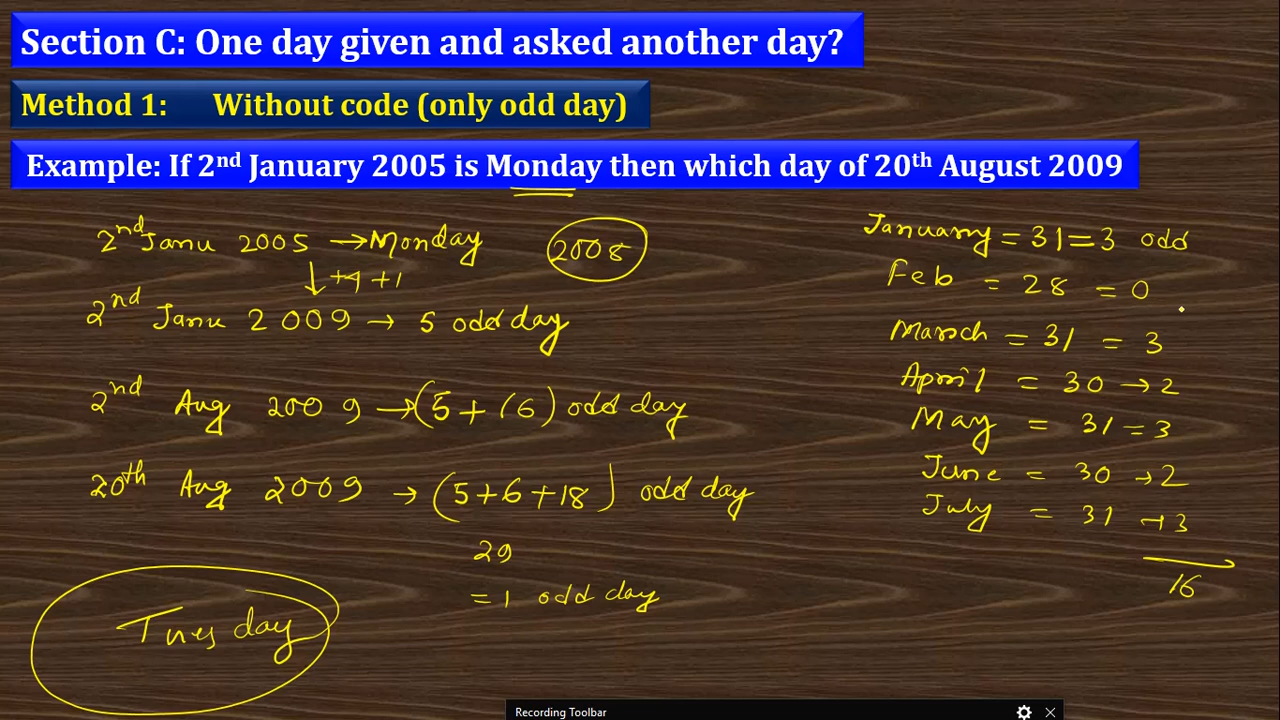 Section C: One day given and asked another day?
Method 1: Without code (only odd day)
Example: If 2nd January 2005 is Monday then which day of 20th August 2009
2nd Janu 2005 → Monday
2008
↓ +4 +1
2nd Janu 2009 → 5 odd day
2nd Aug 2009 → (5+16) odd day
20th Aug 2009 → (5+6+18) odd day
29
= 1 odd day
Tuesday
January = 31 = 3 odd
Feb = 28 = 0
March = 31 = 3
April = 30 → 2
May = 31 = 3
June = 30 → 2
July = 31 → 3
16
Recording Toolbar